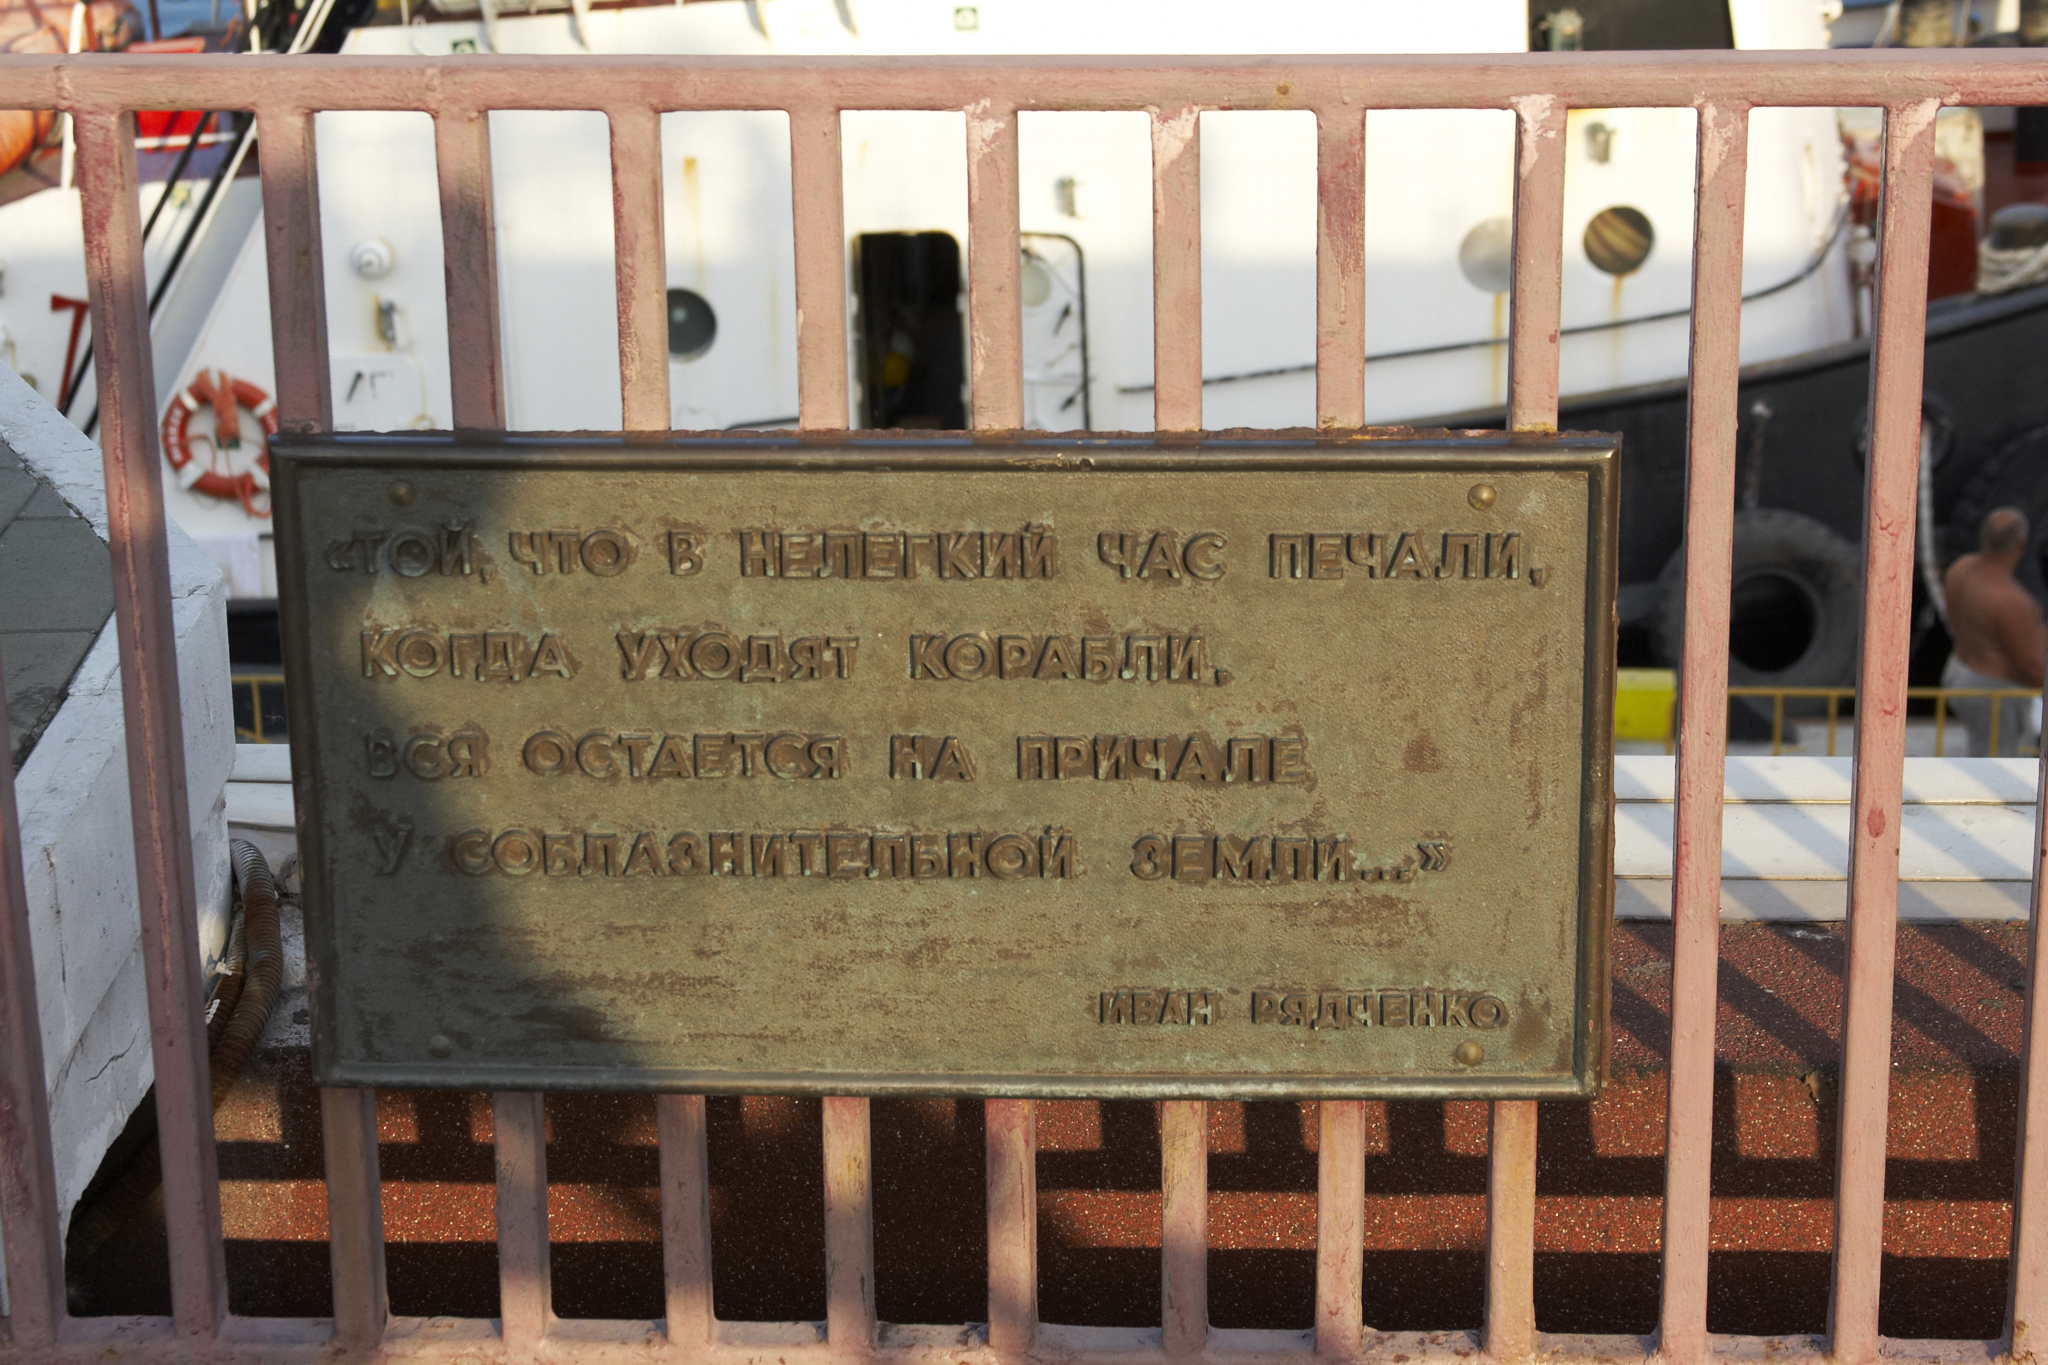 «ТОЙ, ЧТО В НЕЛЕГКИЙ ЧАС ПЕЧАЛИ,
КОГДА УХОДЯТ КОРАБЛИ,
ВСЯ ОСТАЕТСЯ НА ПРИЧАЛЕ
У СОБЛАЗНИТЕЛЬНОЙ ЗЕМЛИ...»
ИВАН РЯДЧЕНКО